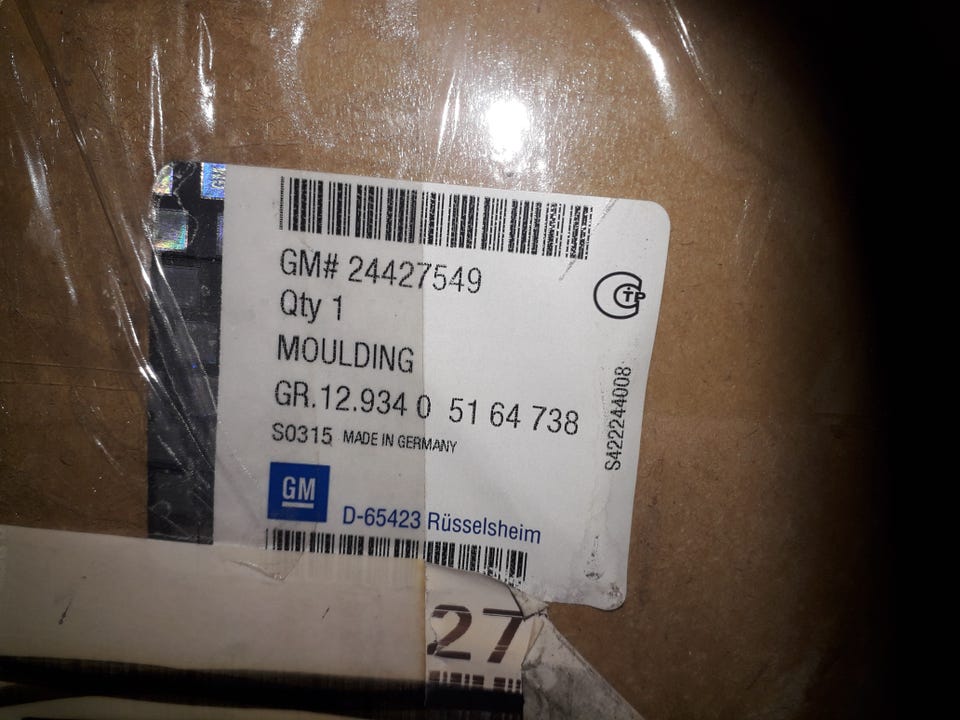 GM
GM# 24427549
Qty 1
MOULDING
GR.12.934 0 51 64 738
S0315 MADE IN GERMANY
GM D-65423 Rüsselsheim
S422244008
27